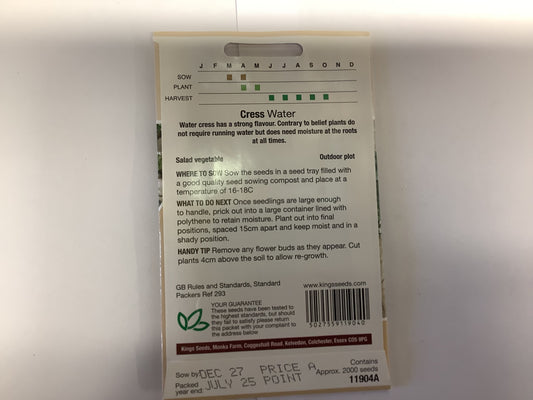 J F M A M J J A S O N D
SOW
PLANT
HARVEST
Cress Water
Water cress has a strong flavour. Contrary to belief plants do
not require running water but does need moisture at the roots
at all times.
Salad vegetable Outdoor plot
WHERE TO SOW Sow the seeds in a seed tray filled with
a good quality seed sowing compost and place at a
temperature of 16-18C
WHAT TO DO NEXT Once seedlings are large enough
to handle, prick out into a large container lined with
polythene to retain moisture. Plant out into final
positions, spaced 15cm apart and keep moist and in a
shady position.
HANDY TIP Remove any flower buds as they appear. Cut
plants 4cm above the soil to allow re-growth.
GB Rules and Standards, Standard
Packers Ref 293
www.kingsseeds.com
YOUR GUARANTEE
These seeds have been tested to
the highest standards, but should
they fail to satisfy please return
this packet with your complaint to
the address below
5027559119040
Kings Seeds, Monks Farm, Coggeshall Road, Kelvedon, Colchester, Essex CO5 9PG
Sow by DEC 27 PRICE A
Packed
year end: JULY 25 POINT
Contains
Approx. 2000 seeds
11904A